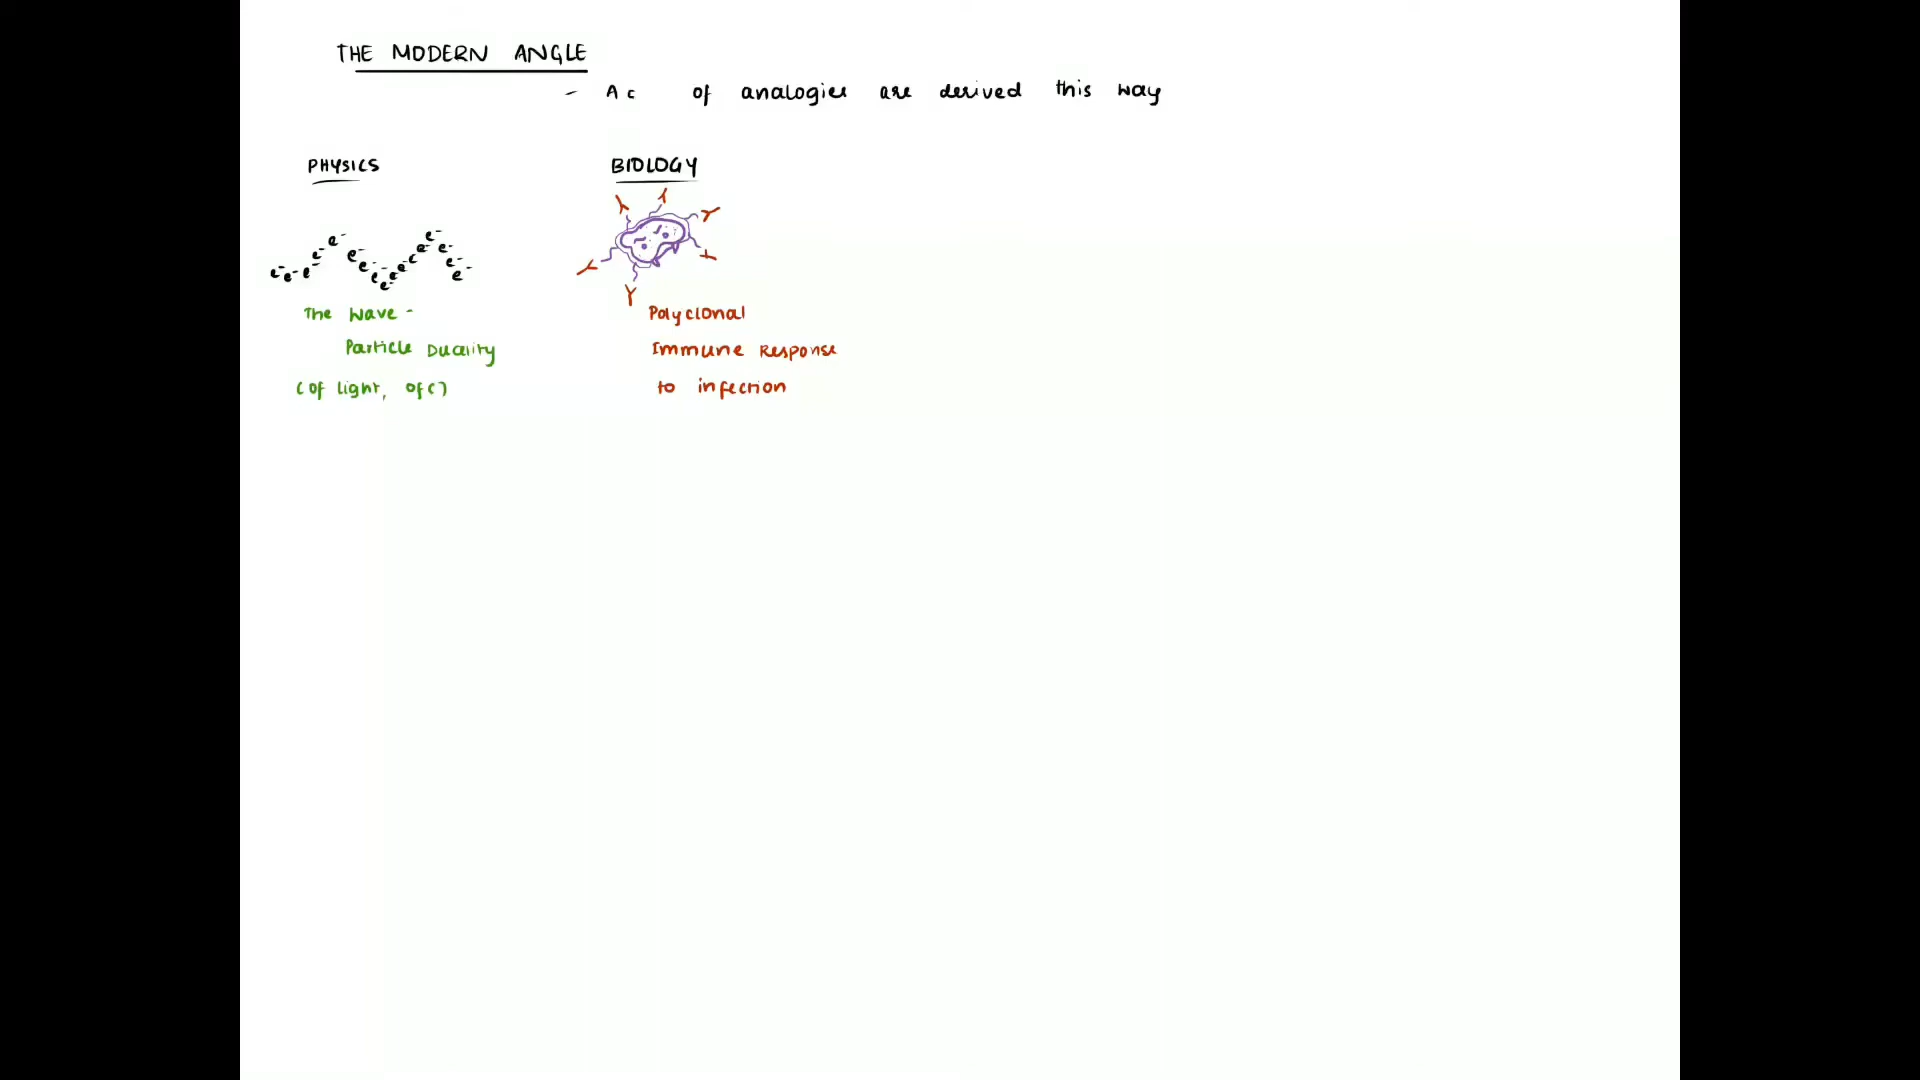 THE MODERN ANGLE
- A c of analogies are derived this way
PHYSICS
BIOLOGY
e- e- e- e- e- e- e- e- e- e- e- e- e- e- e- e- e-
The Wave -
Particle Duality
(of light, ofc)
Polyclonal
Immune Response
to infection